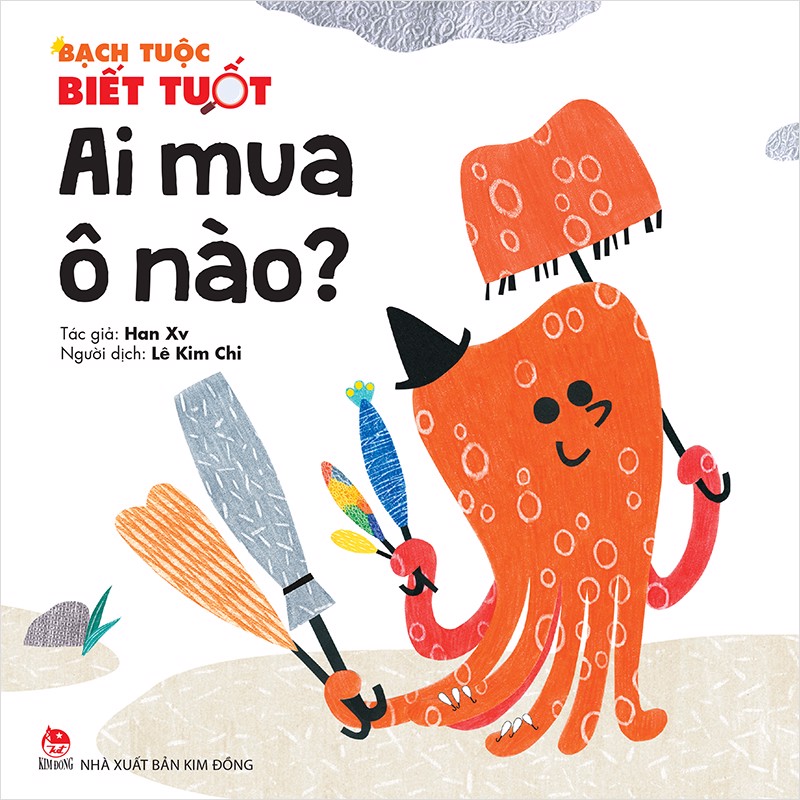 BẠCH TUỘC
BIẾT TUỐT
Ai mua
ô nào?
Tác giả: Han Xv
Người dịch: Lê Kim Chi
KIM ĐỒNG
NHÀ XUẤT BẢN KIM ĐỒNG